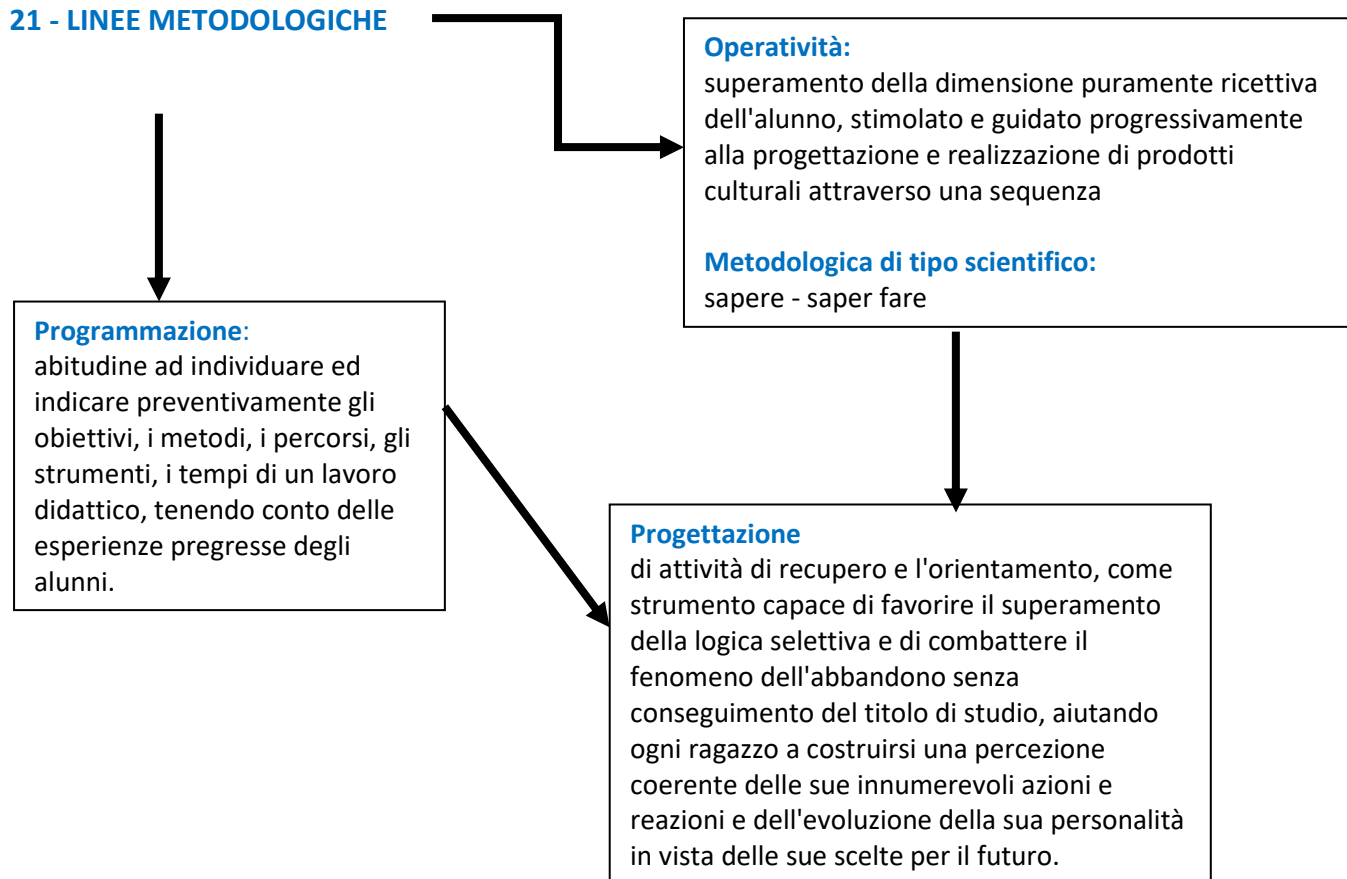 21 - LINEE METODOLOGICHE
Operatività:
superamento della dimensione puramente ricettiva
dell'alunno, stimolato e guidato progressivamente
alla progettazione e realizzazione di prodotti
culturali attraverso una sequenza
Metodologica di tipo scientifico:
sapere - saper fare
Programmazione:
abitudine ad individuare ed
indicare preventivamente gli
obiettivi, i metodi, i percorsi, gli
strumenti, i tempi di un lavoro
didattico, tenendo conto delle
esperienze pregresse degli
alunni.
Progettazione
di attività di recupero e l'orientamento, come
strumento capace di favorire il superamento
della logica selettiva e di combattere il
fenomeno dell'abbandono senza
conseguimento del titolo di studio, aiutando
ogni ragazzo a costruirsi una percezione
coerente delle sue innumerevoli azioni e
reazioni e dell'evoluzione della sua personalità
in vista delle sue scelte per il futuro.